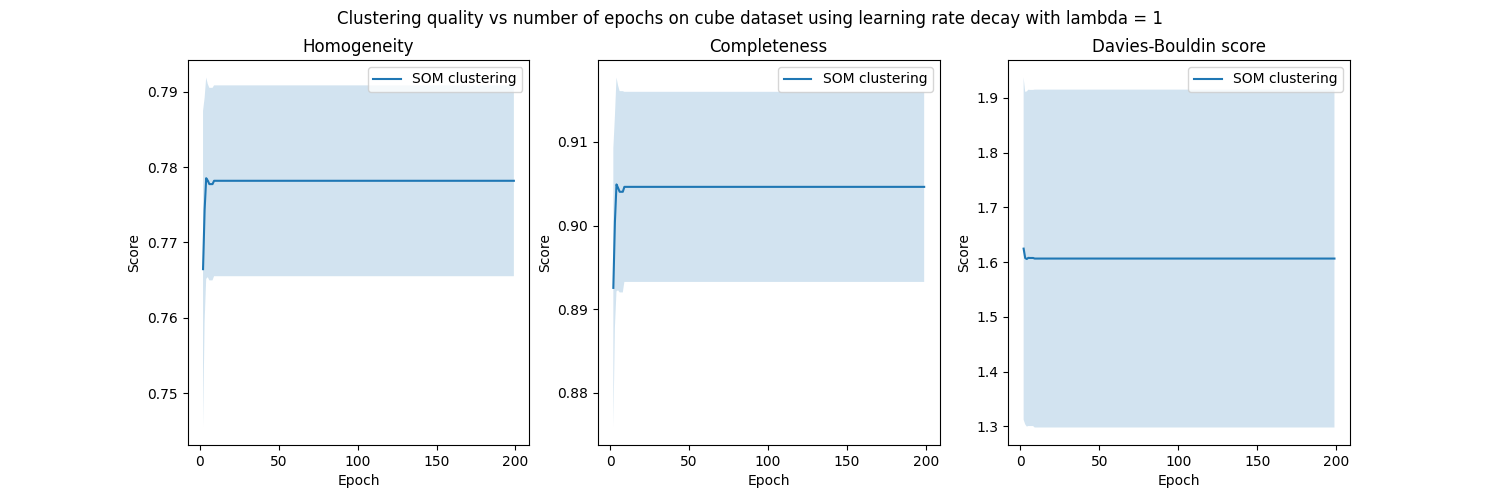 Clustering quality vs number of epochs on cube dataset using learning rate decay with lambda = 1
Homogeneity
SOM clustering
0.79
0.78
0.77
0.76
0.75
Score
0
50
100
150
200
Epoch
Completeness
SOM clustering
0.91
0.90
0.89
0.88
Score
0
50
100
150
200
Epoch
Davies-Bouldin score
SOM clustering
1.9
1.8
1.7
1.6
1.5
1.4
1.3
Score
0
50
100
150
200
Epoch